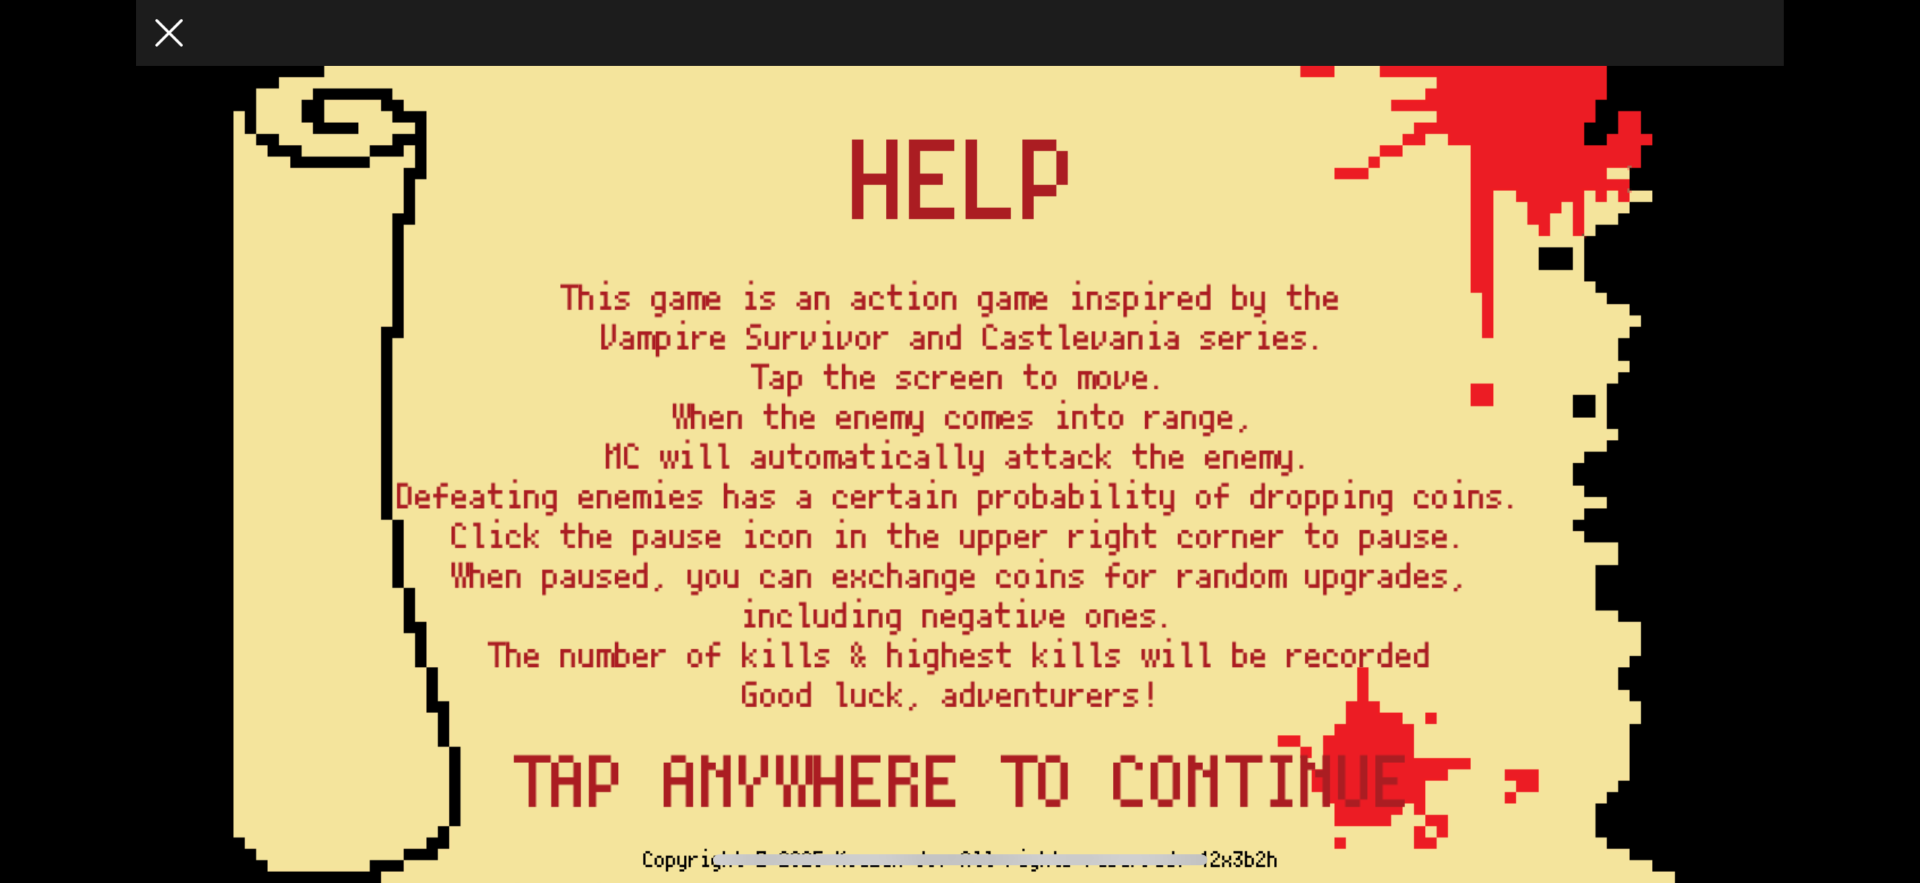 HELP
This game is an action game inspired by the
Vampire Survivor and Castlevania series.
Tap the screen to move.
When the enemy comes into range,
MC will automatically attack the enemy.
Defeating enemies has a certain probability of dropping coins.
Click the pause icon in the upper right corner to pause.
When paused, you can exchange coins for random upgrades,
including negative ones.
The number of kills & highest kills will be recorded
Good luck, adventurers!
TAP ANYWHERE TO CONTINUE
Copyright 12x3b2h